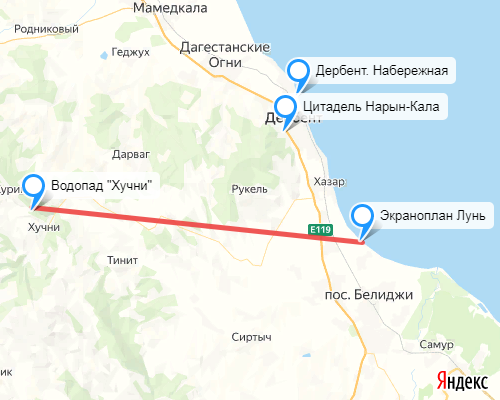 Мамедкала
Родниковый
Геджух
Дагестанские
Огни
Дербент. Набережная
Цитадель Нарын-Кала
Дербент
Дарваг
Водопад "Хучни"
Рукель
Хазар
Экраноплан Лунь
Хучни
E119
Тинит
пос. Белиджи
Сиртыч
Самур
Яндекс